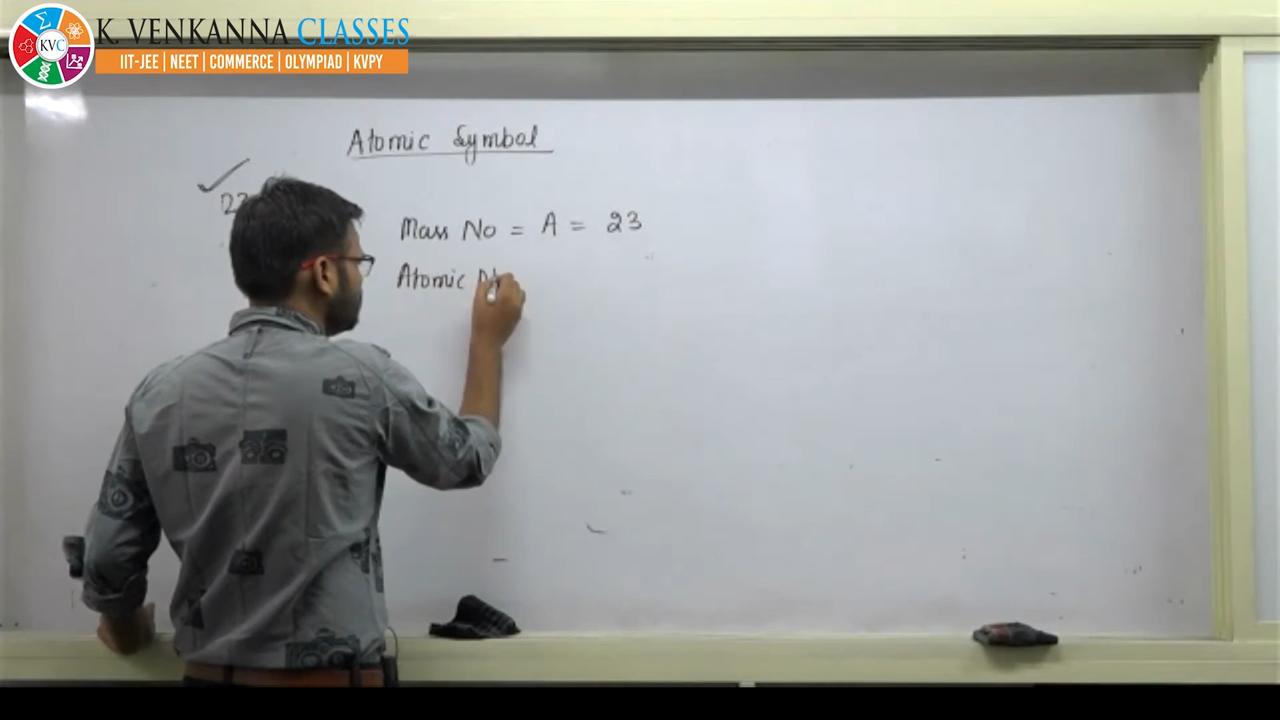 K. VENKANNA CLASSES
KVC
IIT-JEE | NEET | COMMERCE | OLYMPIAD | KVPY
Atomic Symbol
Mass No = A = 23
Atomic